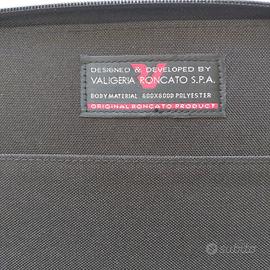 DESIGNED & DEVELOPED BY
VALIGERIA RONCATO S.P.A.
BODY MATERIAL 600X600D POLYESTER
ORIGINAL RONCATO PRODUCT
subito